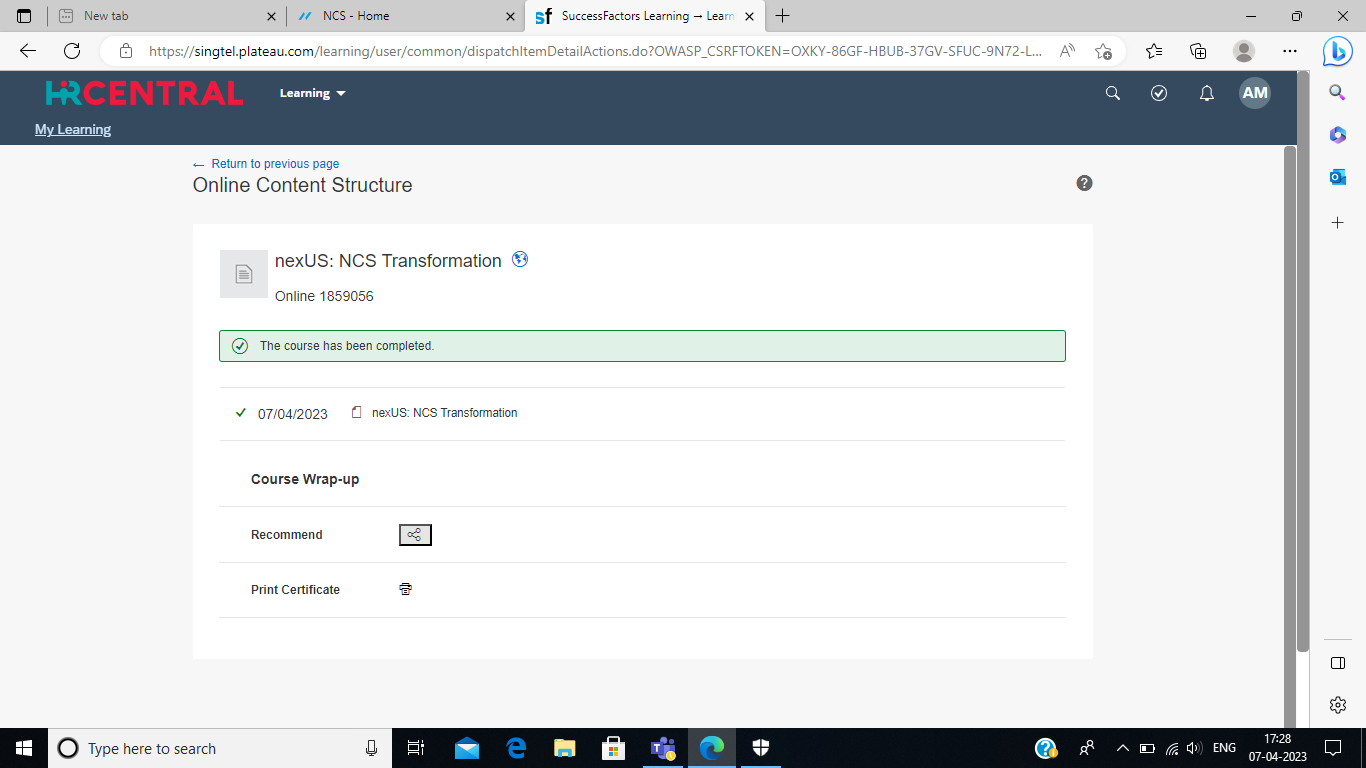 New tab
NCS - Home
SuccessFactors Learning → Learn
https://singtel.plateau.com/learning/user/common/dispatchItemDetailActions.do?OWASP_CSRFTOKEN=OXKY-86GF-HBUB-37GV-SFUC-9N72-L...
HRCENTRAL
Learning
AM
My Learning
← Return to previous page
Online Content Structure
nexUS: NCS Transformation
Online 1859056
The course has been completed.
07/04/2023 nexUS: NCS Transformation
Course Wrap-up
Recommend
Print Certificate
Type here to search
ENG
17:28
07-04-2023